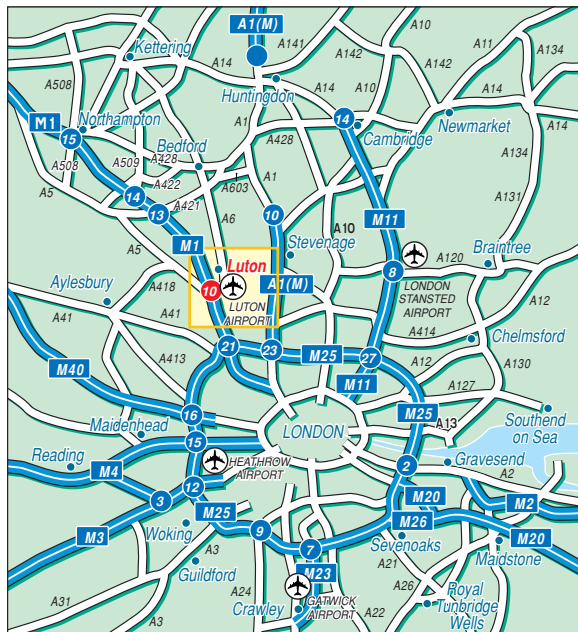 A1(M)
A10
A141
A142
A11
A134
Kettering
A14
A14
A10
A142
A14
A508
Huntingdon
A14
M1
Northampton
15
A1
14
Cambridge
Newmarket
A14
A428
Bedford
A508
A509
A428
A422
A134
A5
14
A603
A1
13
A421
A6
10
M11
A131
A10
A5
M1
Stevenage
A120
Braintree
Luton
8
Aylesbury
A418
10
A1(M)
LONDON
STANSTED
AIRPORT
LUTON
AIRPORT
A12
A41
A41
A414
Chelmsford
21
23
M25
27
A413
A12
A130
M40
M11
A127
16
M25
Southend
on Sea
Maidenhead
A13
15
LONDON
Reading
HEATHROW
AIRPORT
2
Gravesend
M4
A2
12
M20
3
M2
M25
M26
M3
Woking
9
Sevenoaks
M20
7
A3
Maidstone
Guildford
M23
A21
A24
A26
GATWICK
AIRPORT
Royal
Tunbridge
Wells
A31
A3
Crawley
A22